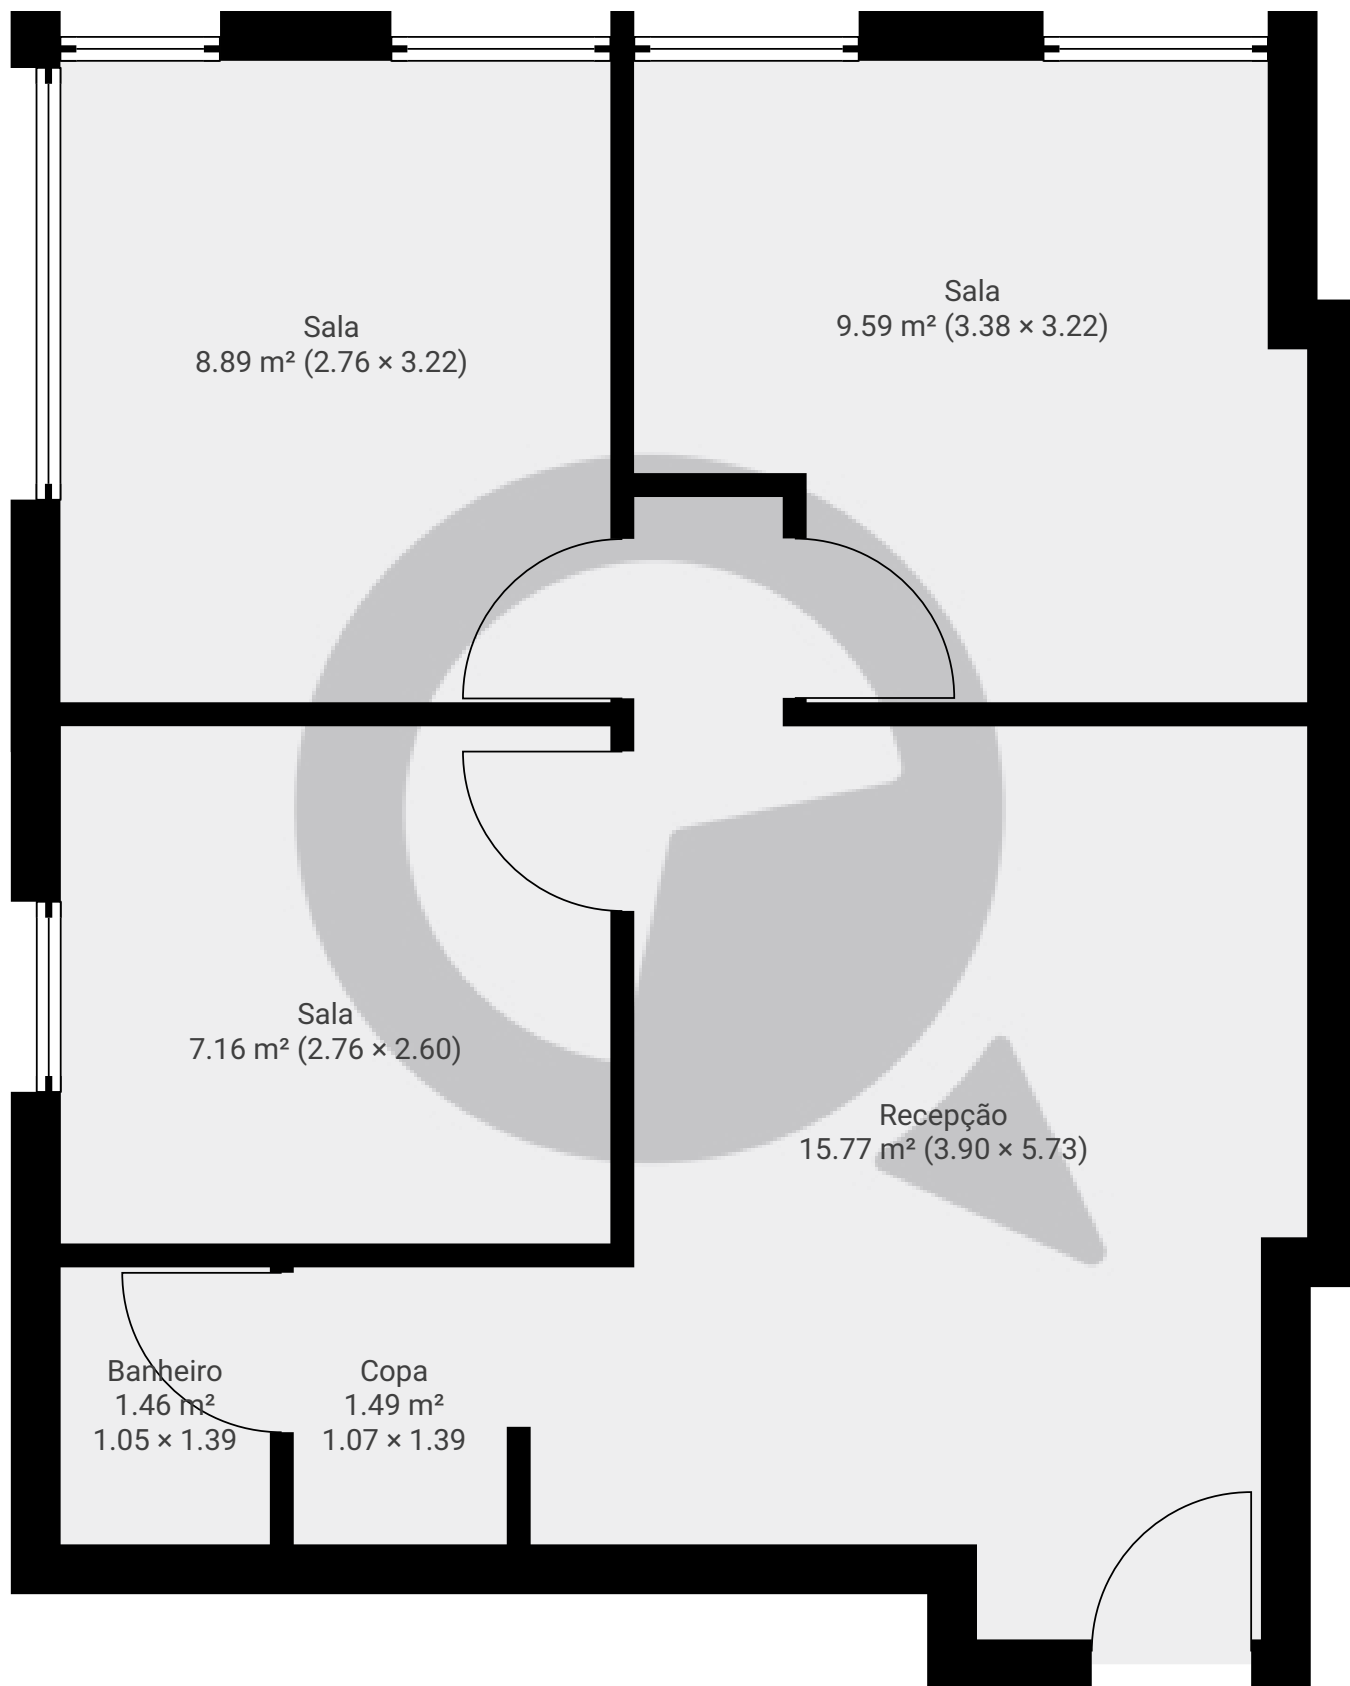 Sala
8.89 m² (2.76 × 3.22)
Sala
9.59 m² (3.38 × 3.22)
Sala
7.16 m² (2.76 × 2.60)
Recepção
15.77 m² (3.90 × 5.73)
Banheiro
1.46 m²
1.05 × 1.39
Copa
1.49 m²
1.07 × 1.39